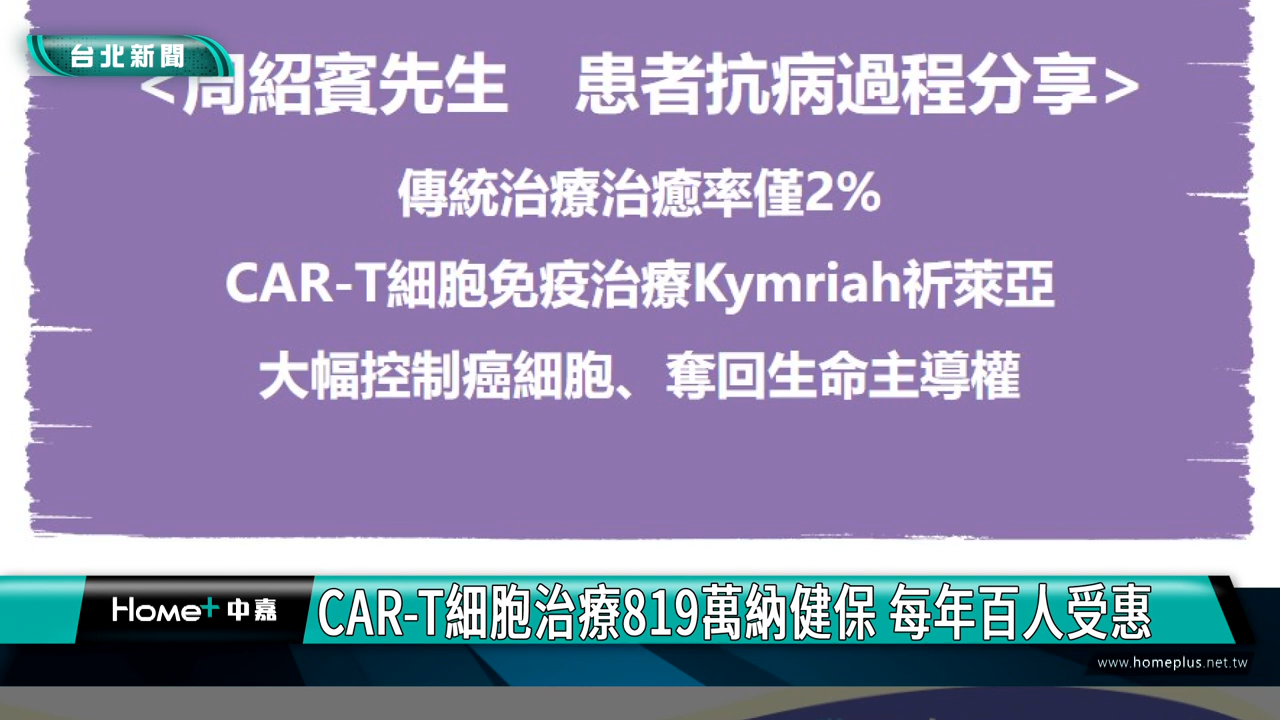 台北新聞
<周紹賓先生 患者抗病過程分享>
傳統治療治癒率僅2%
CAR-T細胞免疫治療Kymriah祈萊亞
大幅控制癌細胞、奪回生命主導權
Home+中嘉
CAR-T細胞治療819萬納健保 每年百人受惠
www.homeplus.net.tw